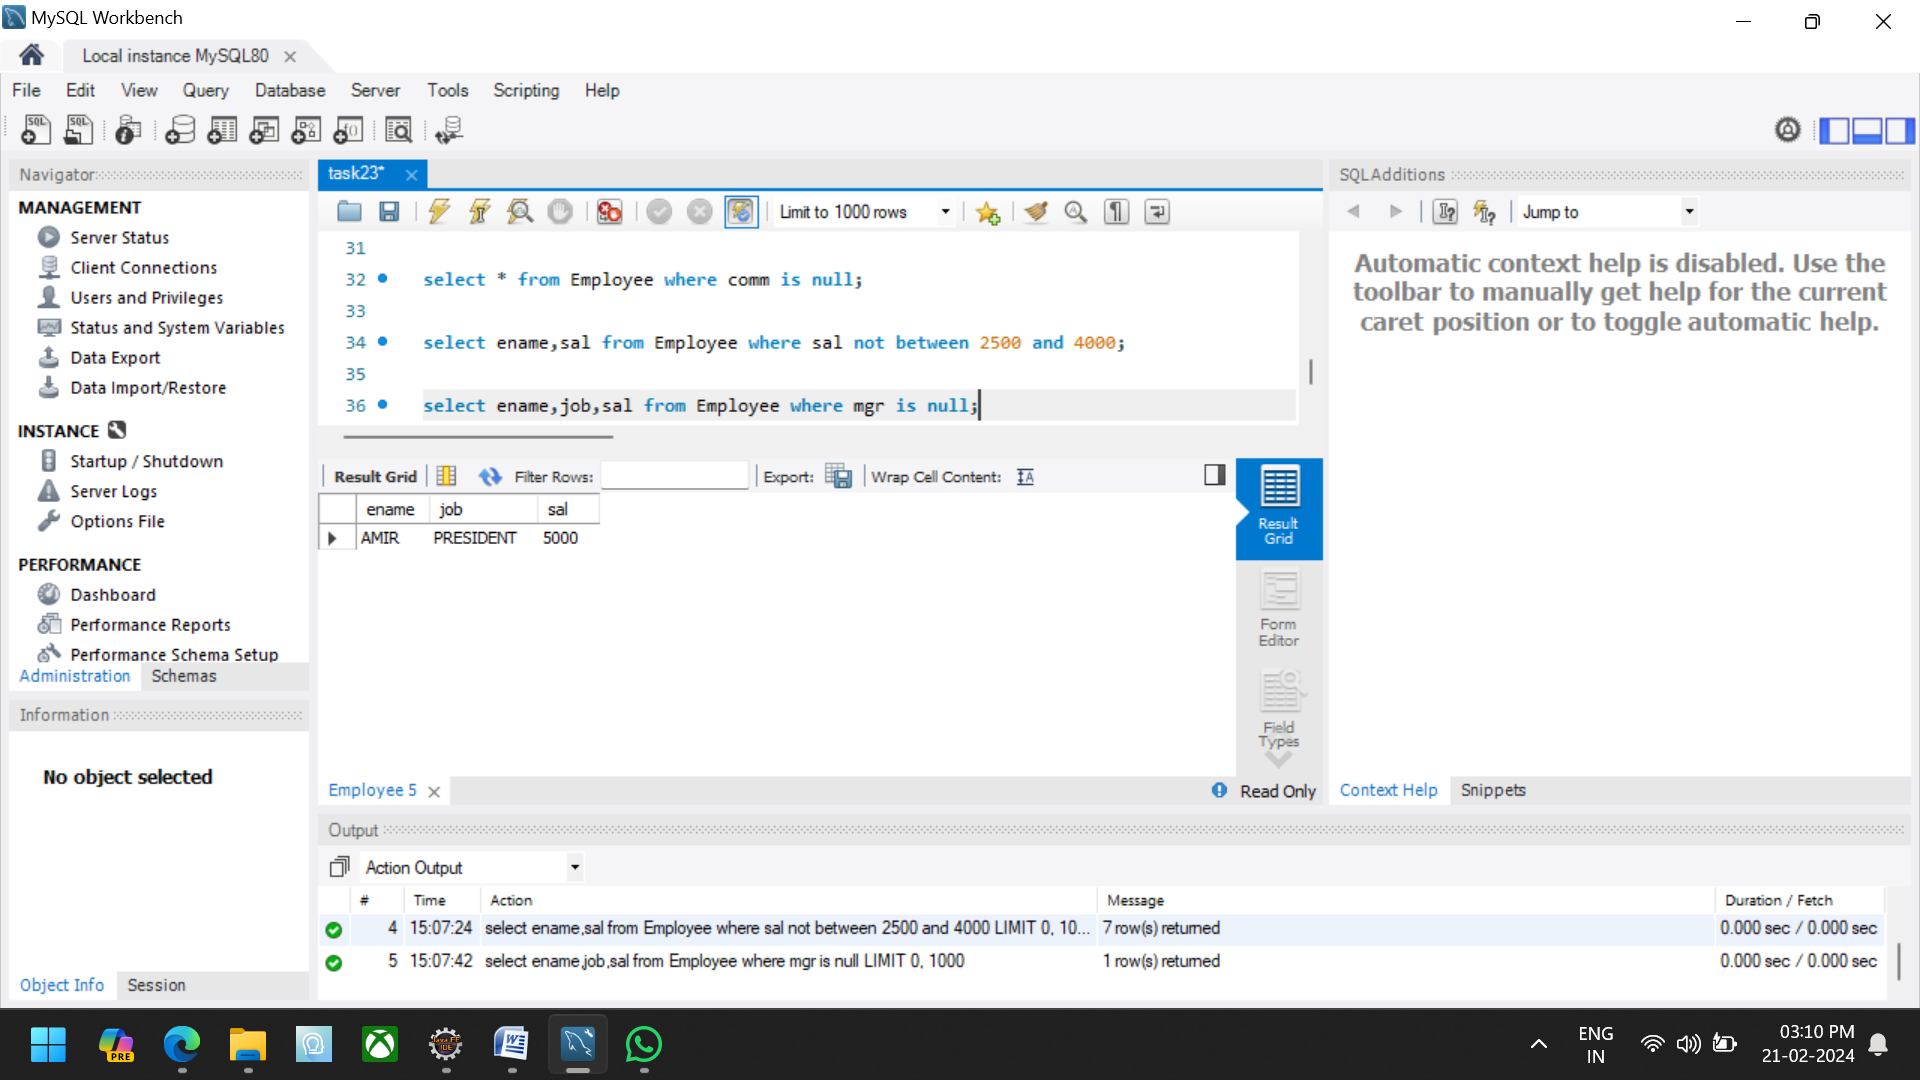 MySQL Workbench
Local instance MySQL80
File Edit View Query Database Server Tools Scripting Help
Navigator
MANAGEMENT
Server Status
Client Connections
Users and Privileges
Status and System Variables
Data Export
Data Import/Restore
INSTANCE
Startup / Shutdown
Server Logs
Options File
PERFORMANCE
Dashboard
Performance Reports
Performance Schema Setup
Administration Schemas
Information
No object selected
Object Info Session
task23*
Limit to 1000 rows
31
32 select * from Employee where comm is null;
33
34 select ename,sal from Employee where sal not between 2500 and 4000;
35
36 select ename,job,sal from Employee where mgr is null;
Result Grid Filter Rows: Export: Wrap Cell Content:
ename job sal
AMIR PRESIDENT 5000
Result
Grid
Form
Editor
Field
Types
Employee 5 Read Only
SQLAdditions
Jump to
Automatic context help is disabled. Use the
toolbar to manually get help for the current
caret position or to toggle automatic help.
Context Help Snippets
Output
Action Output
# Time Action Message Duration / Fetch
4 15:07:24 select ename,sal from Employee where sal not between 2500 and 4000 LIMIT 0, 10... 7 row(s) returned 0.000 sec / 0.000 sec
5 15:07:42 select ename,job,sal from Employee where mgr is null LIMIT 0, 1000 1 row(s) returned 0.000 sec / 0.000 sec
PRE
ENG
IN
03:10 PM
21-02-2024